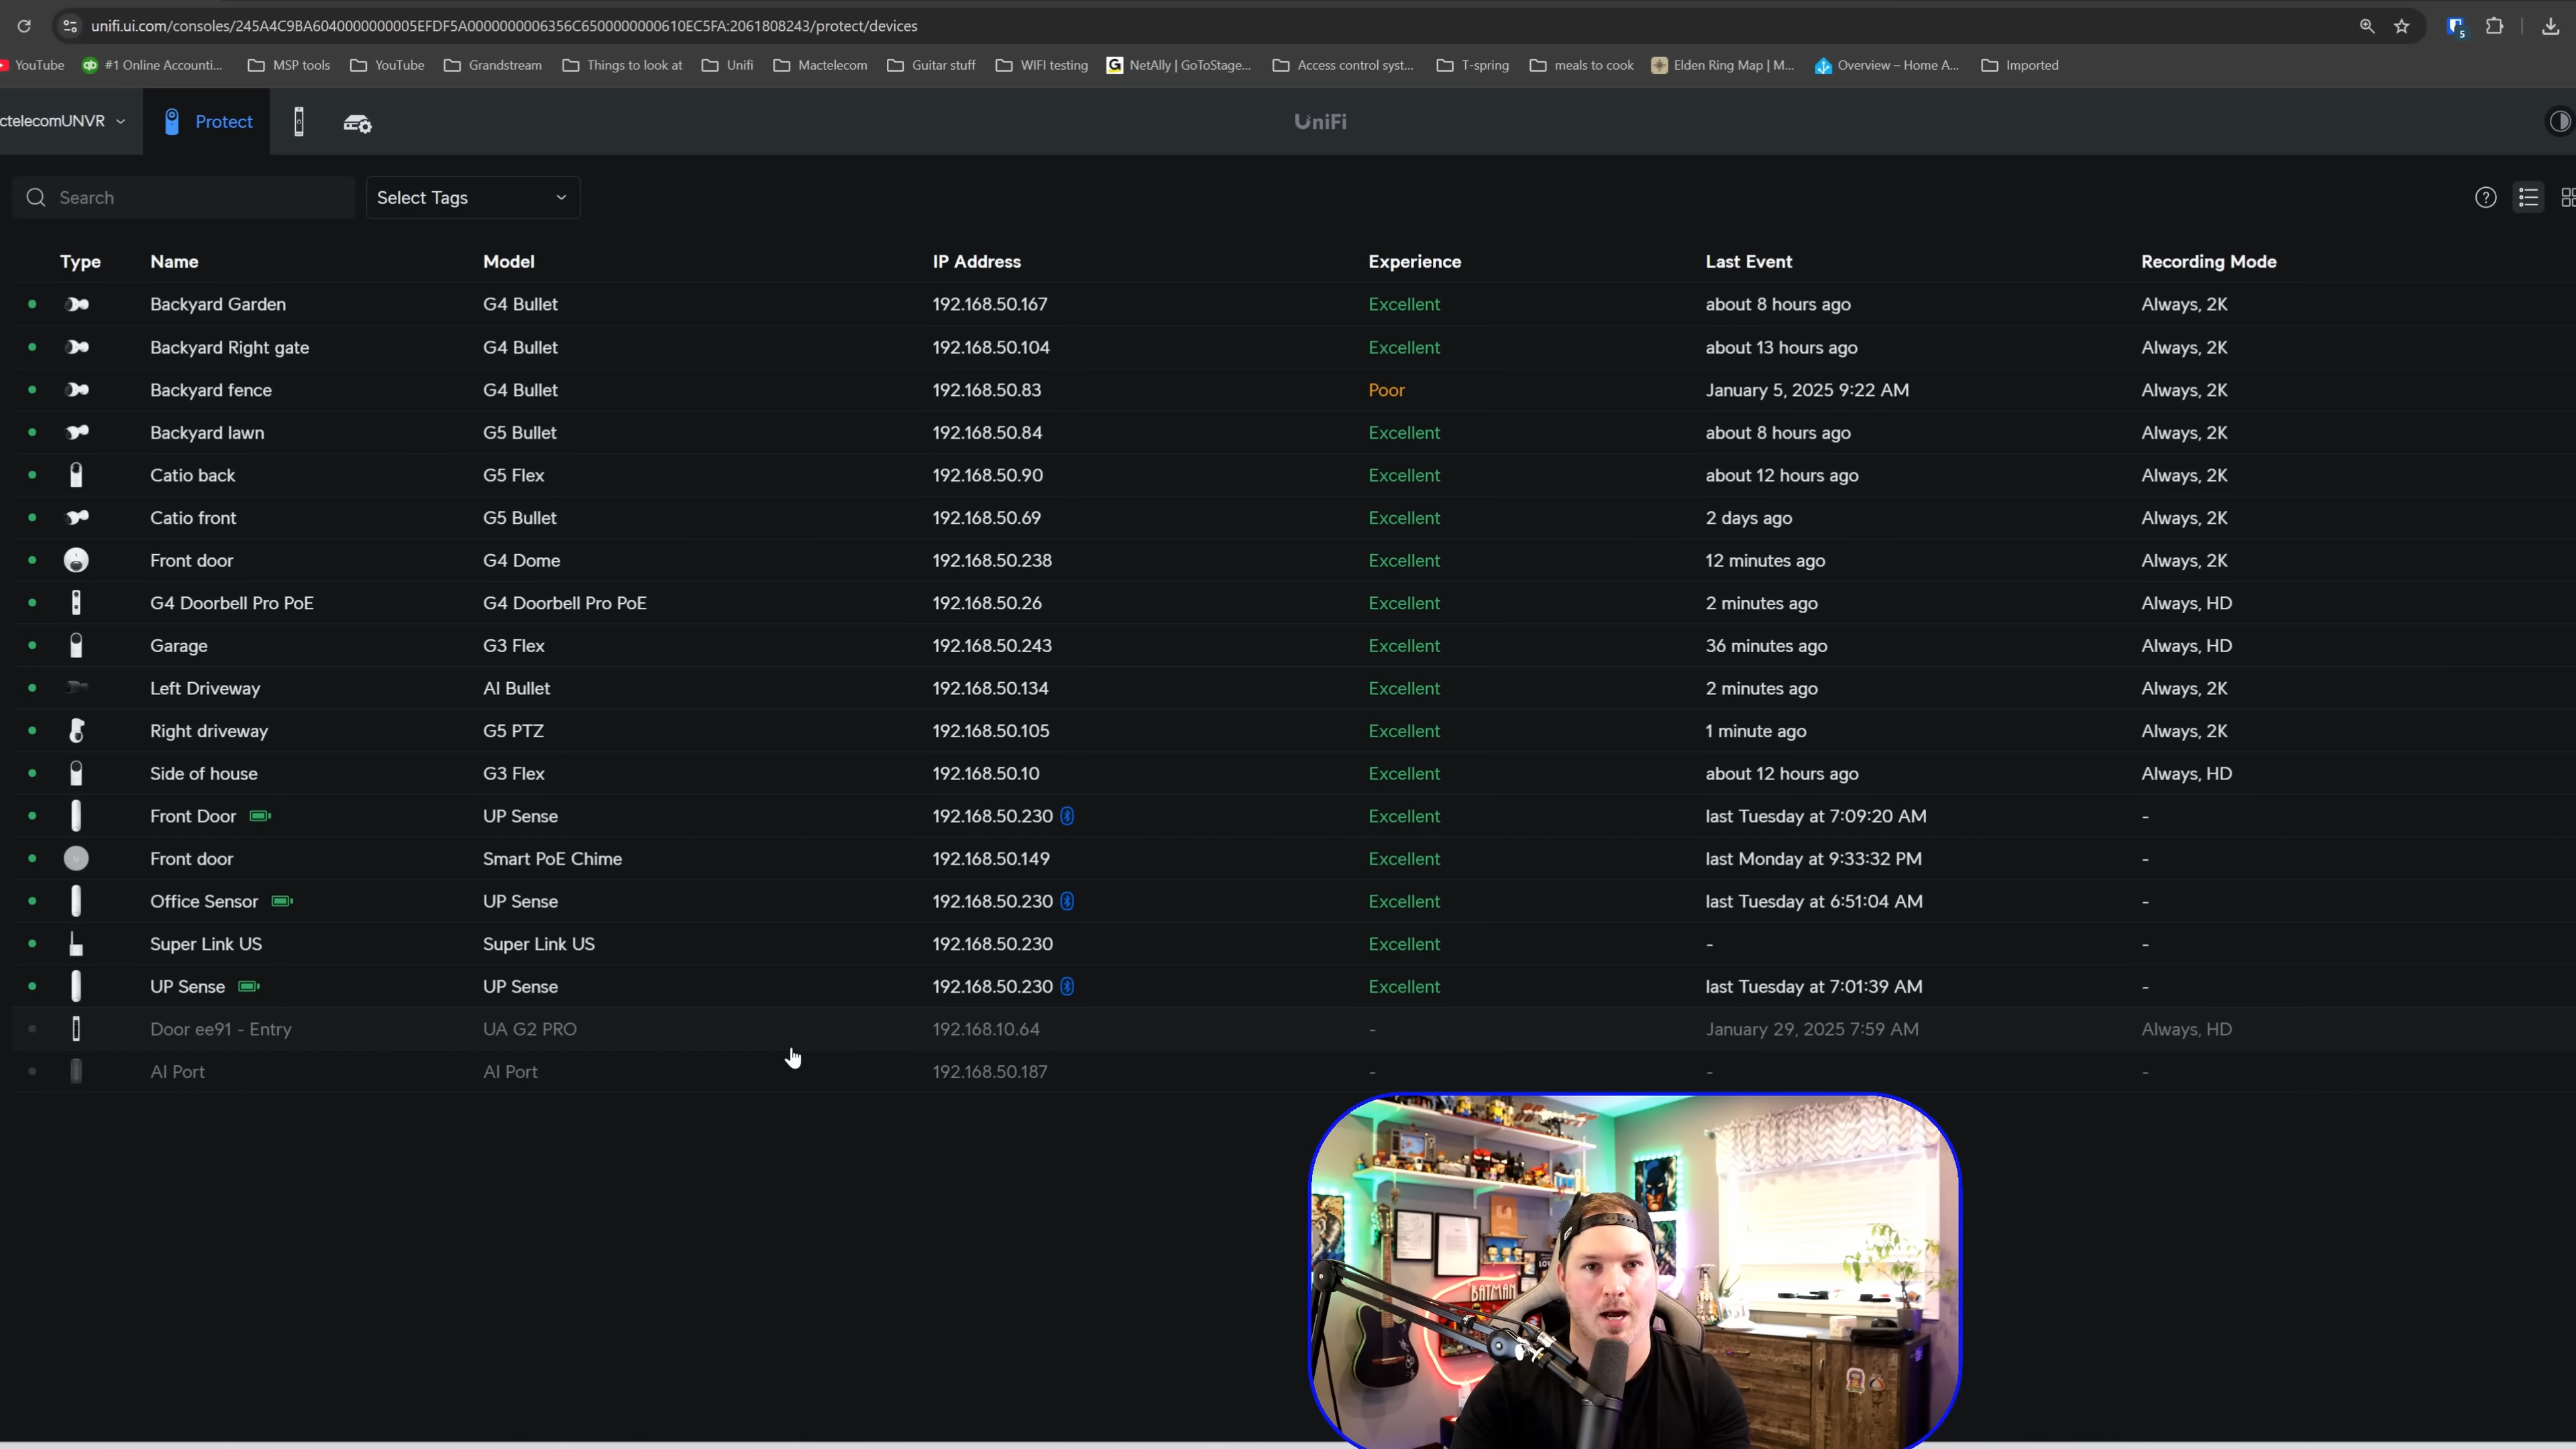 unifi.ui.com/consoles/245A4C9BA6040000000005EFDF5A0000000006356C6500000000610EC5FA:2061808243/protect/devices
5
YouTube #1 Online Accounti... MSP tools YouTube Grandstream Things to look at Unifi Mactelecom Guitar stuff WIFI testing NetAlly | GoToStage... Access control syst... T-spring meals to cook Elden Ring Map | M... Overview – Home A... Imported
ctelecomUNVR Protect UniFi
Search Select Tags
Type Name Model IP Address Experience Last Event Recording Mode
Backyard Garden G4 Bullet 192.168.50.167 Excellent about 8 hours ago Always, 2K
Backyard Right gate G4 Bullet 192.168.50.104 Excellent about 13 hours ago Always, 2K
Backyard fence G4 Bullet 192.168.50.83 Poor January 5, 2025 9:22 AM Always, 2K
Backyard lawn G5 Bullet 192.168.50.84 Excellent about 8 hours ago Always, 2K
Catio back G5 Flex 192.168.50.90 Excellent about 12 hours ago Always, 2K
Catio front G5 Bullet 192.168.50.69 Excellent 2 days ago Always, 2K
Front door G4 Dome 192.168.50.238 Excellent 12 minutes ago Always, 2K
G4 Doorbell Pro PoE G4 Doorbell Pro PoE 192.168.50.26 Excellent 2 minutes ago Always, HD
Garage G3 Flex 192.168.50.243 Excellent 36 minutes ago Always, HD
Left Driveway AI Bullet 192.168.50.134 Excellent 2 minutes ago Always, 2K
Right driveway G5 PTZ 192.168.50.105 Excellent 1 minute ago Always, 2K
Side of house G3 Flex 192.168.50.10 Excellent about 12 hours ago Always, HD
Front Door UP Sense 192.168.50.230 Excellent last Tuesday at 7:09:20 AM -
Front door Smart PoE Chime 192.168.50.149 Excellent last Monday at 9:33:32 PM -
Office Sensor UP Sense 192.168.50.230 Excellent last Tuesday at 6:51:04 AM -
Super Link US Super Link US 192.168.50.230 Excellent - -
UP Sense UP Sense 192.168.50.230 Excellent last Tuesday at 7:01:39 AM -
Door ee91 - Entry UA G2 PRO 192.168.10.64 - January 29, 2025 7:59 AM Always, HD
AI Port AI Port 192.168.50.187 - - -
BATMAN